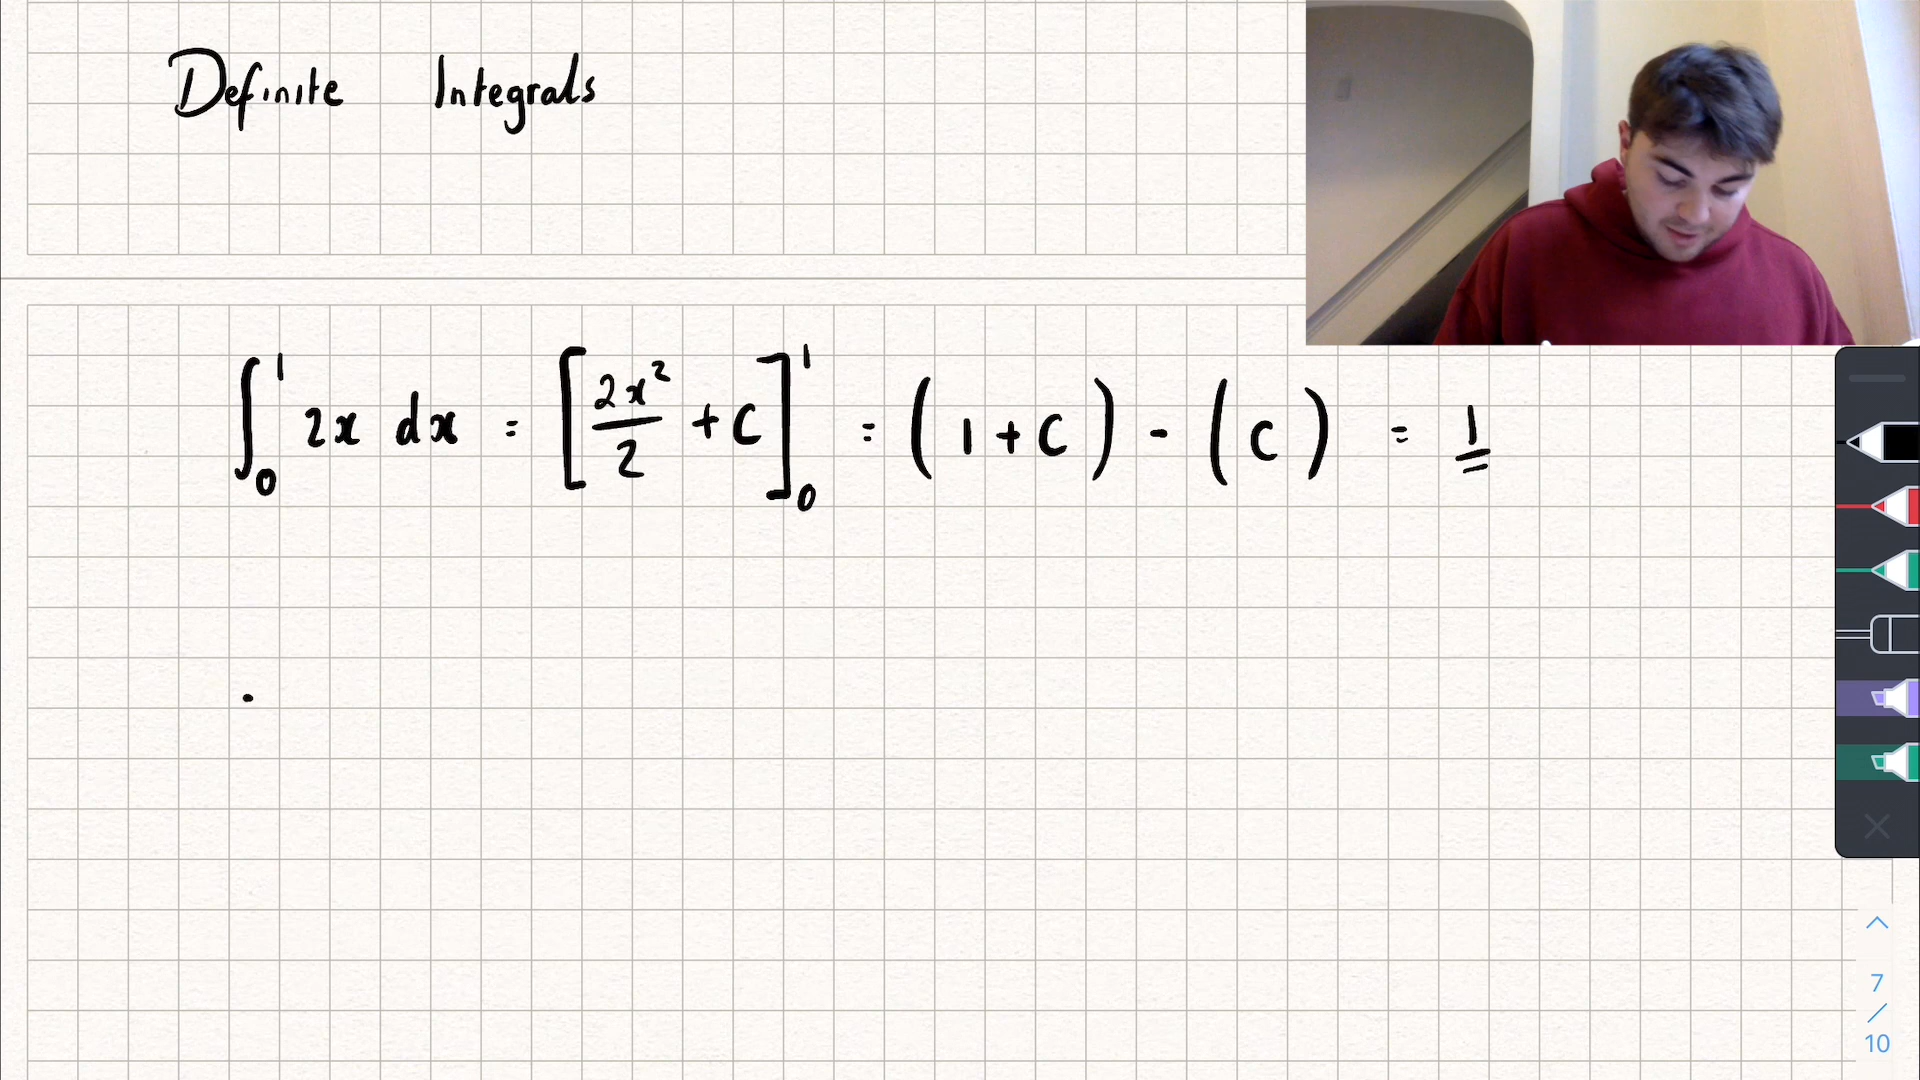 Definite Integrals
∫₀¹ 2x dx = [2x²/2 + C]₀¹ = (1 + C) - (C) = 1
7
/
10